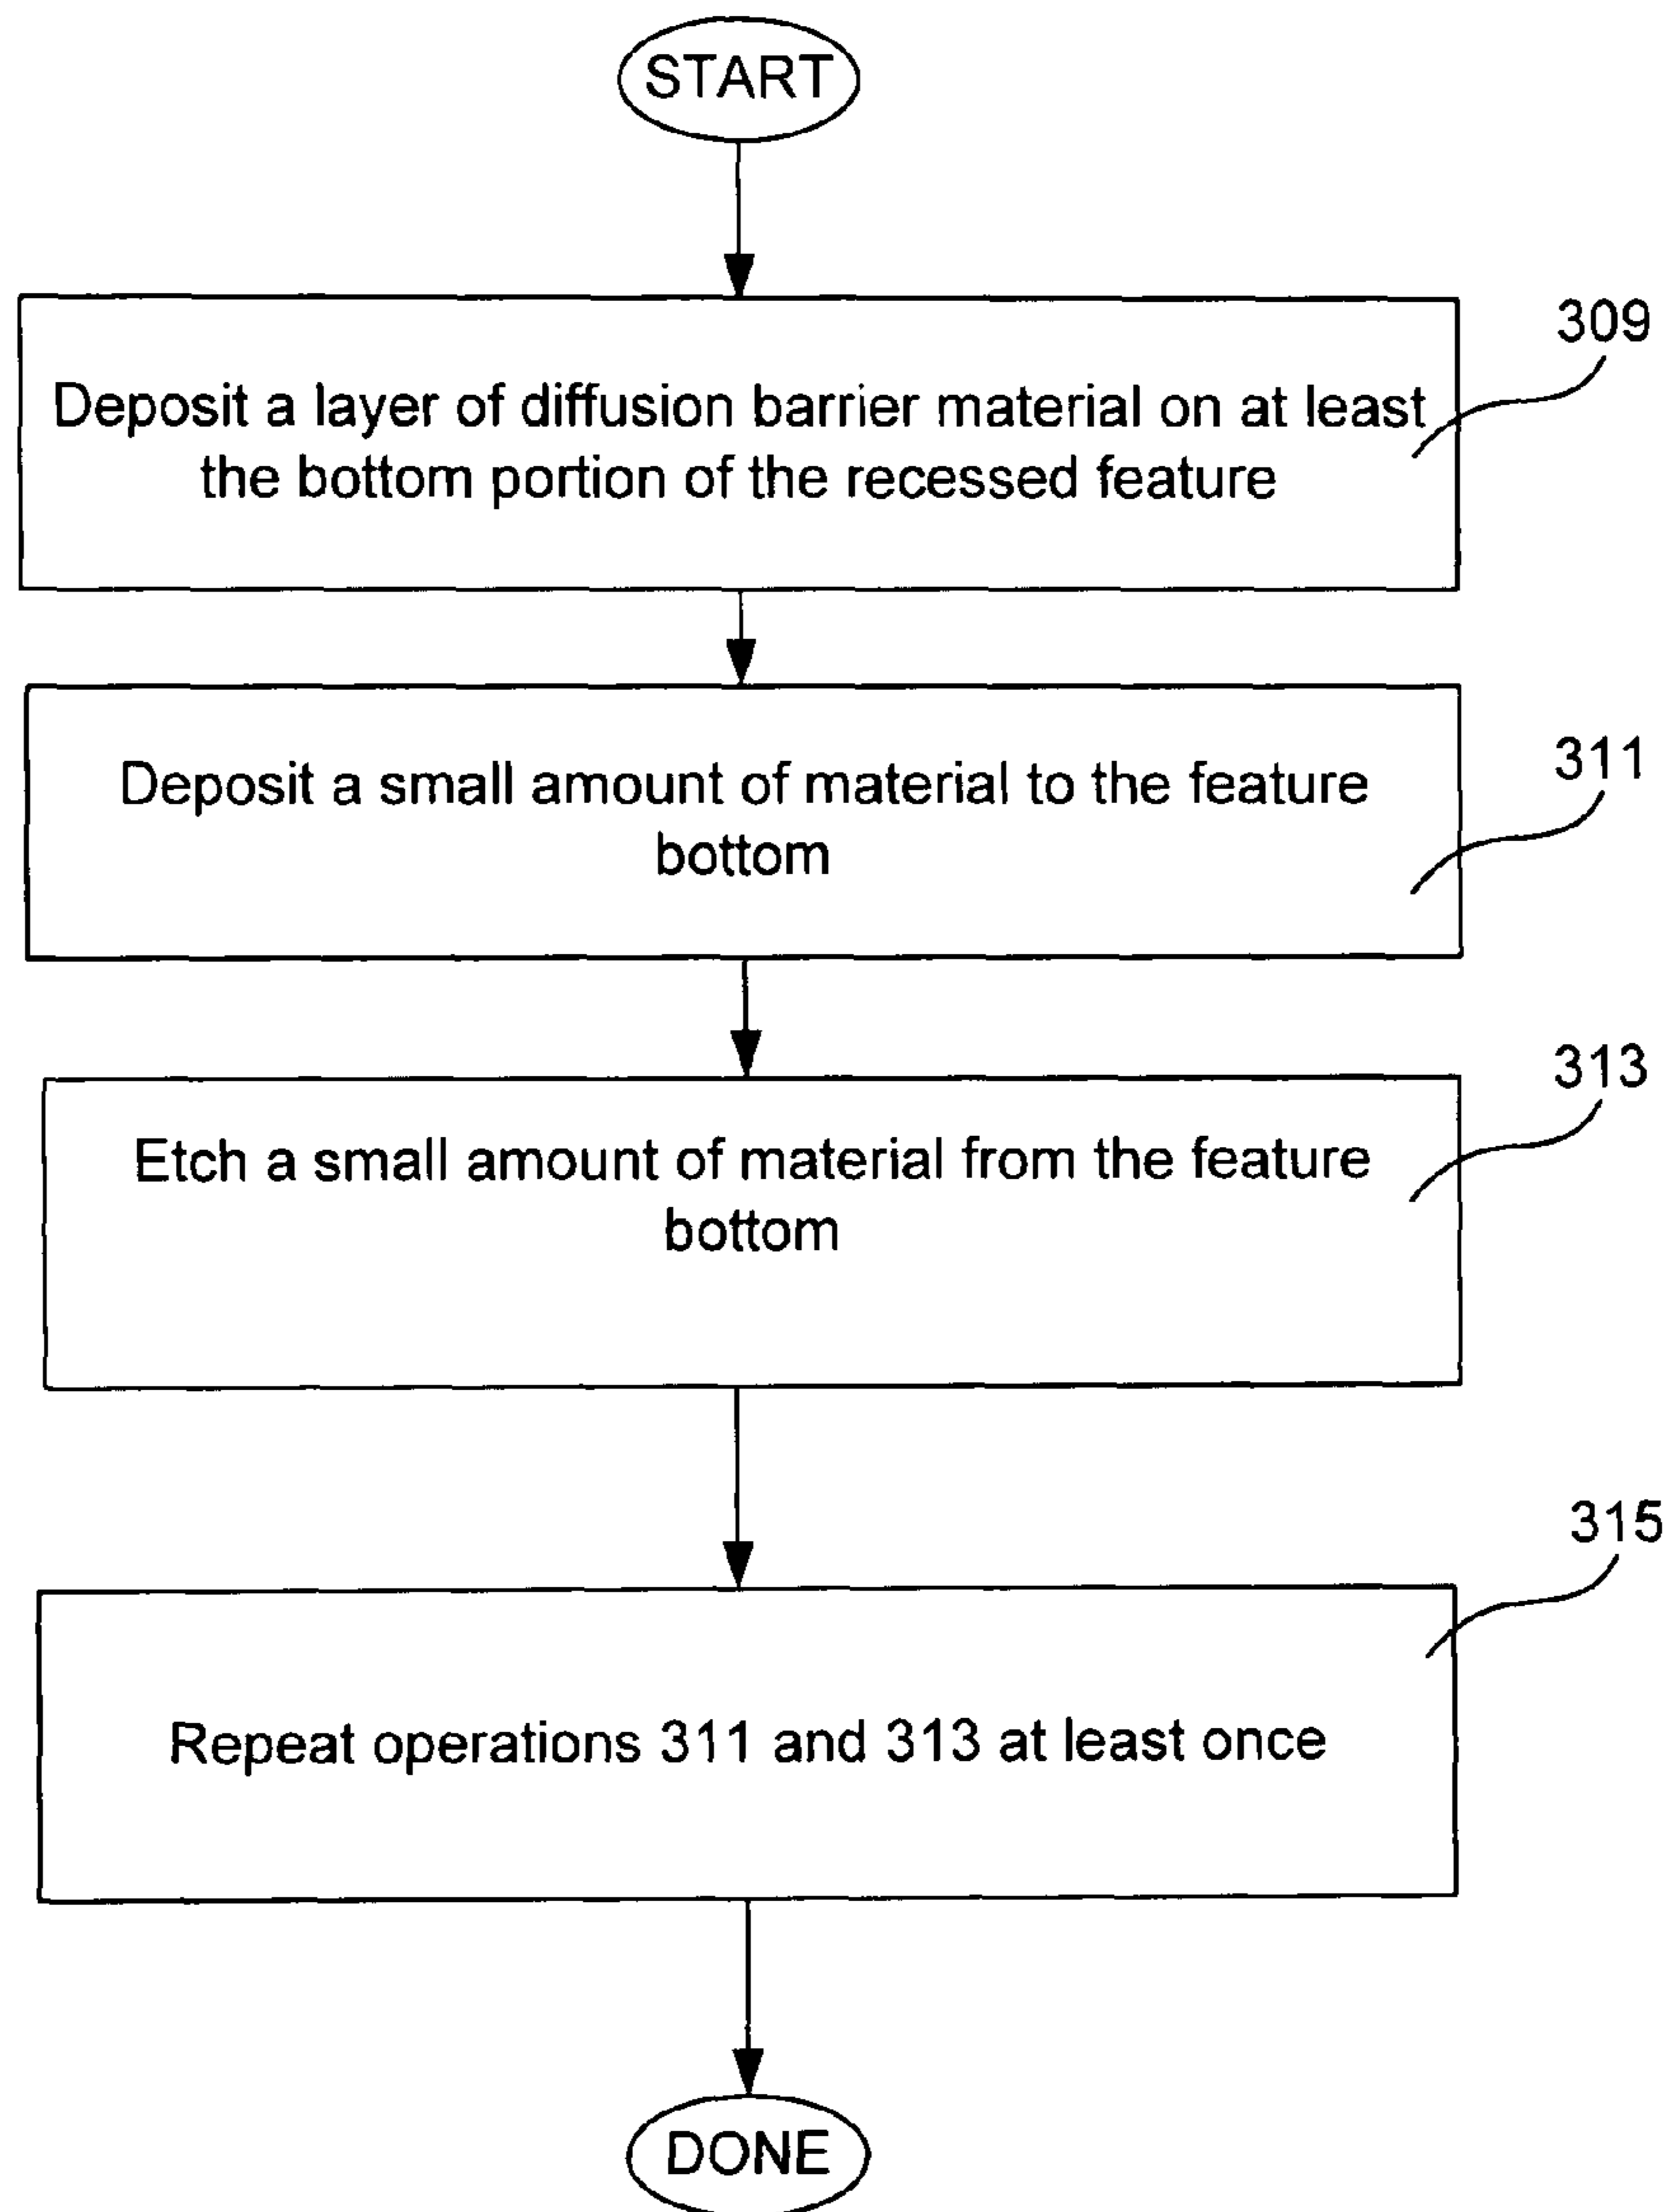 START
309
Deposit a layer of diffusion barrier material on at least
the bottom portion of the recessed feature
311
Deposit a small amount of material to the feature
bottom
313
Etch a small amount of material from the feature
bottom
315
Repeat operations 311 and 313 at least once
DONE